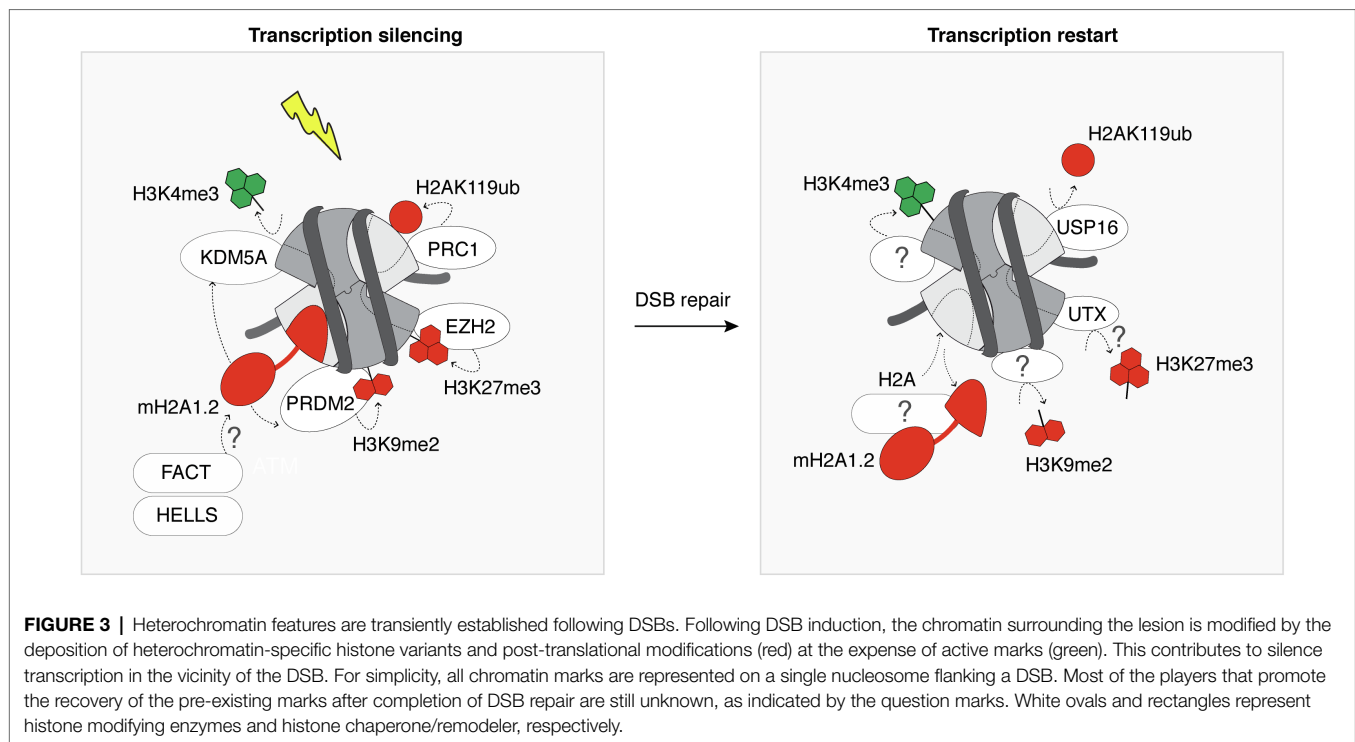 Transcription silencing
Transcription restart
H3K4me3
H2AK119ub
KDM5A
PRC1
EZH2
H3K27me3
mH2A1.2
PRDM2
H3K9me2
?
ATM
FACT
HELLS
DSB repair
H2AK119ub
H3K4me3
USP16
?
UTX
?
H3K27me3
H2A
?
?
mH2A1.2
H3K9me2
FIGURE 3 | Heterochromatin features are transiently established following DSBs. Following DSB induction, the chromatin surrounding the lesion is modified by the
deposition of heterochromatin-specific histone variants and post-translational modifications (red) at the expense of active marks (green). This contributes to silence
transcription in the vicinity of the DSB. For simplicity, all chromatin marks are represented on a single nucleosome flanking a DSB. Most of the players that promote
the recovery of the pre-existing marks after completion of DSB repair are still unknown, as indicated by the question marks. White ovals and rectangles represent
histone modifying enzymes and histone chaperone/remodeler, respectively.